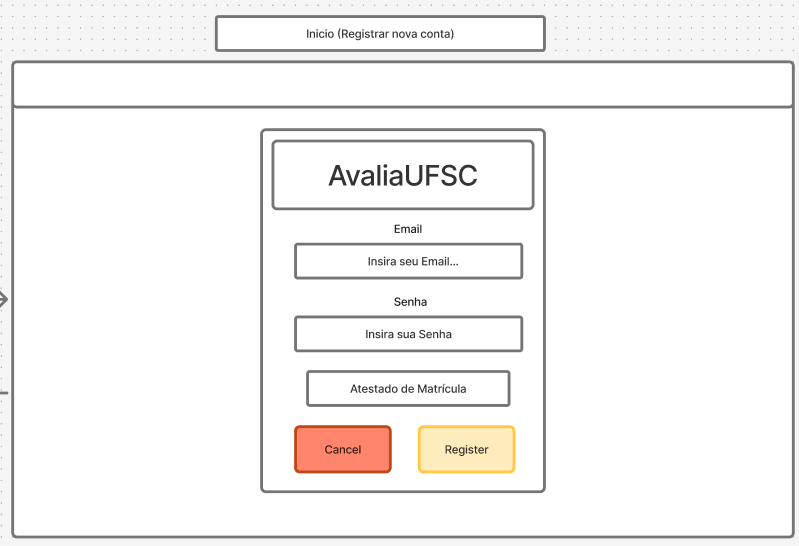 Inicio (Registrar nova conta)
AvaliaUFSC
Email
Insira seu Email...
Senha
Insira sua Senha
Atestado de Matrícula
Cancel
Register